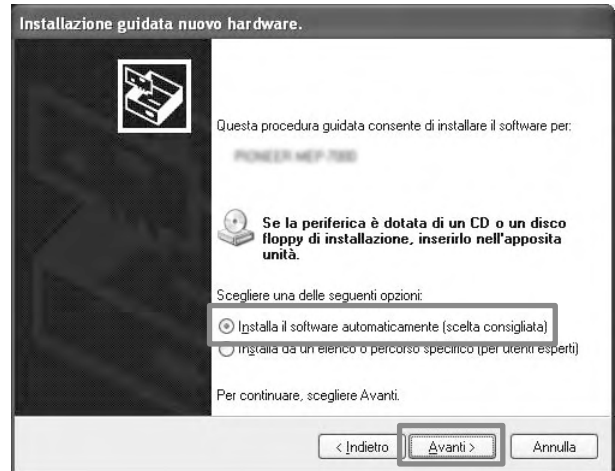 Installazione guidata nuovo hardware.
Questa procedura guidata consente di installare il software per:
PIONEER MEP-7000
Se la periferica è dotata di un CD o un disco
floppy di installazione, inserirlo nell'apposita
unità.
Scegliere una delle seguenti opzioni:
Installa il software automaticamente (scelta consigliata)
Installa da un elenco o percorso specifico (per utenti esperti)
Per continuare, scegliere Avanti.
< Indietro
Avanti >
Annulla